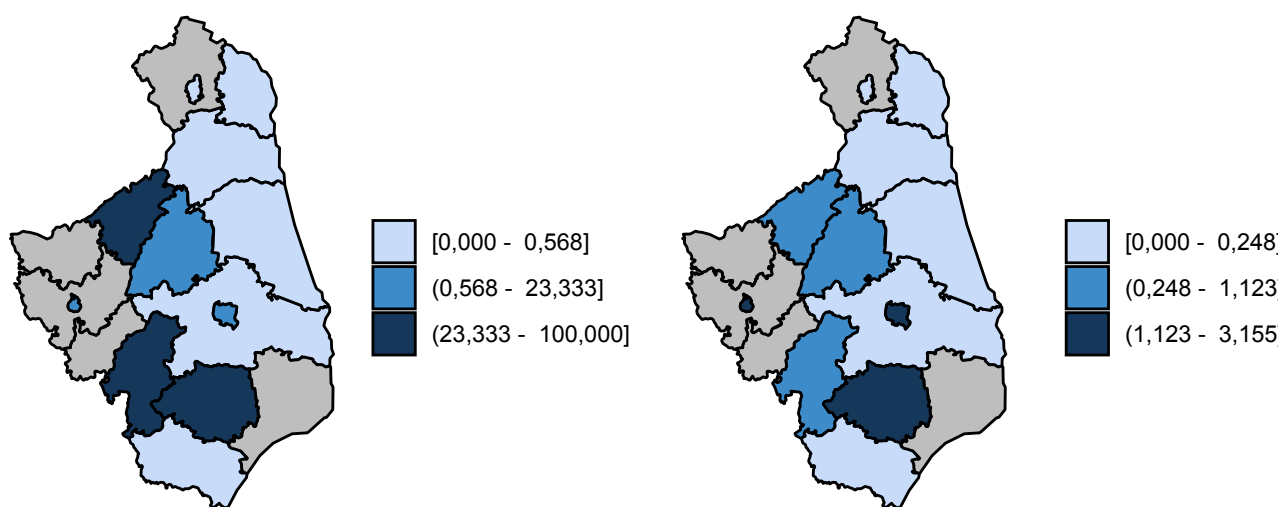 [0,000 - 0,568]
(0,568 - 23,333]
(23,333 - 100,000]
[0,000 - 0,248]
(0,248 - 1,123]
(1,123 - 3,155]